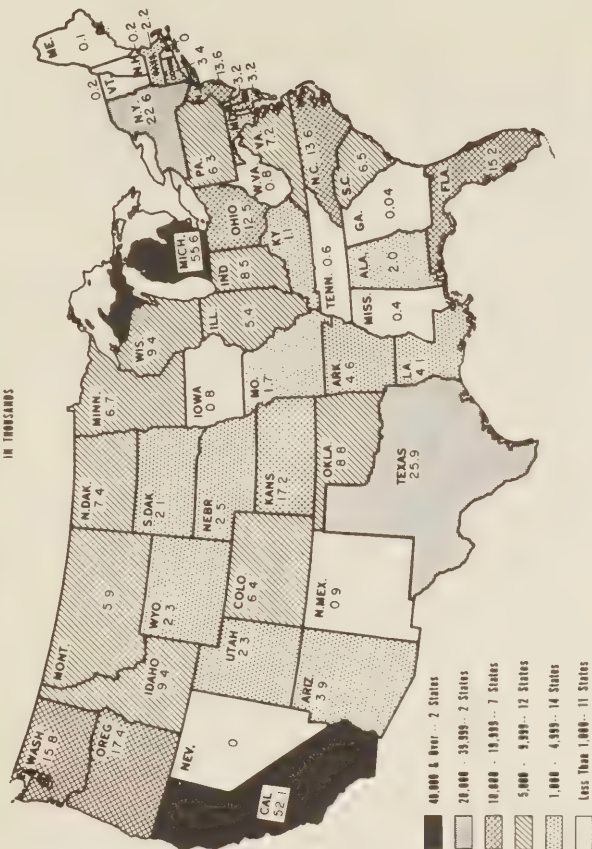 IN THOUSANDS
WASH.
15.8
OREG.
17.4
CAL
52.1
NEV.
0
IDAHO
9.4
MONT.
5.9
WYO.
2.3
UTAH
2.3
ARIZ
3.9
COLO.
6.4
N.MEX.
0.9
N.DAK.
7.4
S.DAK.
2.1
NEBR.
2.5
KANS
17.2
OKLA
8.8
TEXAS
25.9
MINN.
6.7
IOWA
0.8
MO.
1.7
ARK
4.6
LA
4.1
WIS.
9.4
ILL.
5.4
MICH.
55.6
IND
8.5
OHIO
12.5
KY
1.1
TENN. 0.6
MISS.
0.4
ALA.
2.0
GA.
0.04
FLA.
15.2
S.C.
6.5
N.C. 13.6
VA.
7.2
W.VA
0.8
PA.
6.3
N.Y.
22.6
VT.
0.2
N.H.
0.2
ME.
0.1
MASS.
2.2
0
3.4
13.6
3.2
3.2
40,000 & Over -- 2 States
20,000 - 39,999 -- 2 States
10,000 - 19,999 -- 7 States
5,000 - 9,999 -- 12 States
1,000 - 4,999 -- 14 States
Less Than 1,000 -- 11 States